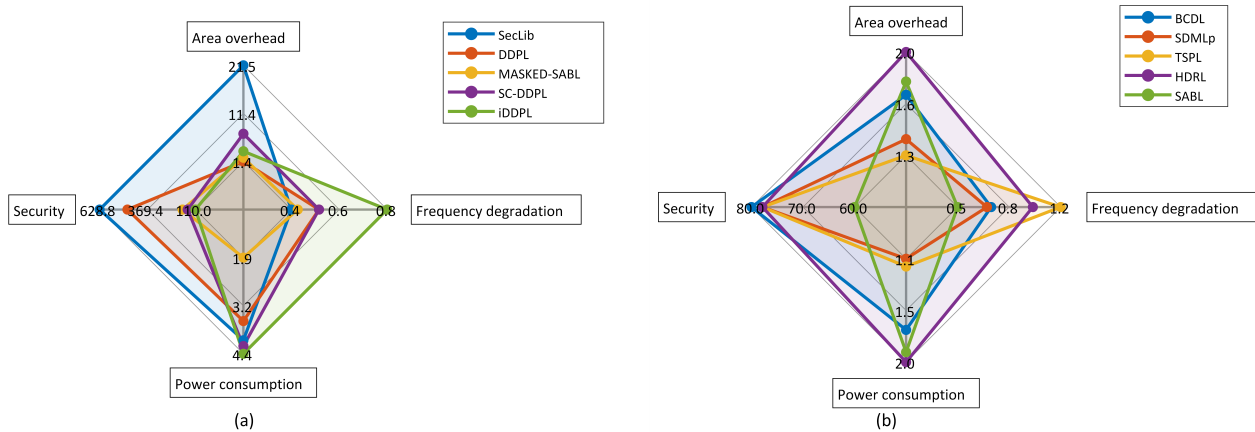 Area overhead
21.5
11.4
1.4
Security
628.8
369.4
110.0
0.4
0.6
0.8
Frequency degradation
1.9
3.2
4.4
Power consumption
(a)
SecLib
DDPL
MASKED-SABL
SC-DDPL
iDDPL
Area overhead
2.0
1.6
1.3
Security
80.0
70.0
60.0
0.5
0.8
1.2
Frequency degradation
1.1
1.5
2.0
Power consumption
(b)
BCDL
SDMLp
TSPL
HDRL
SABL